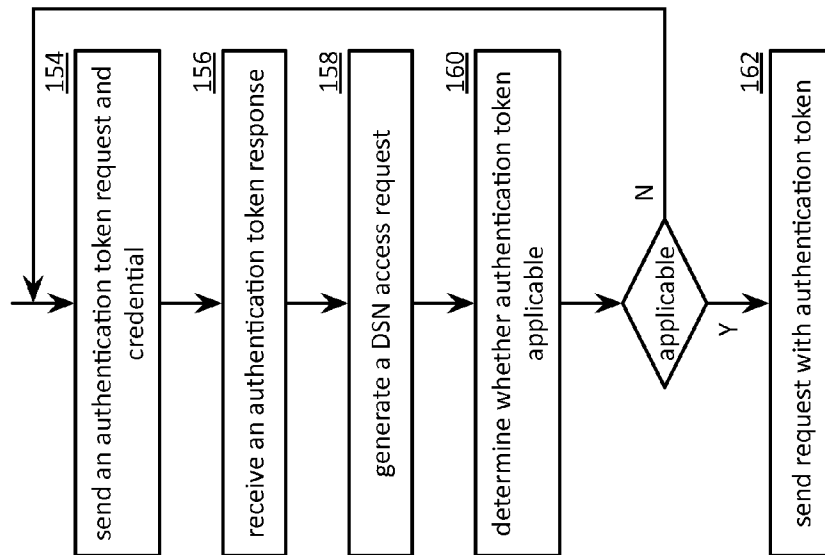 154
send an authentication token request and
credential
156
receive an authentication token response
158
generate a DSN access request
160
determine whether authentication token
applicable
applicable
N
Y
162
send request with authentication token